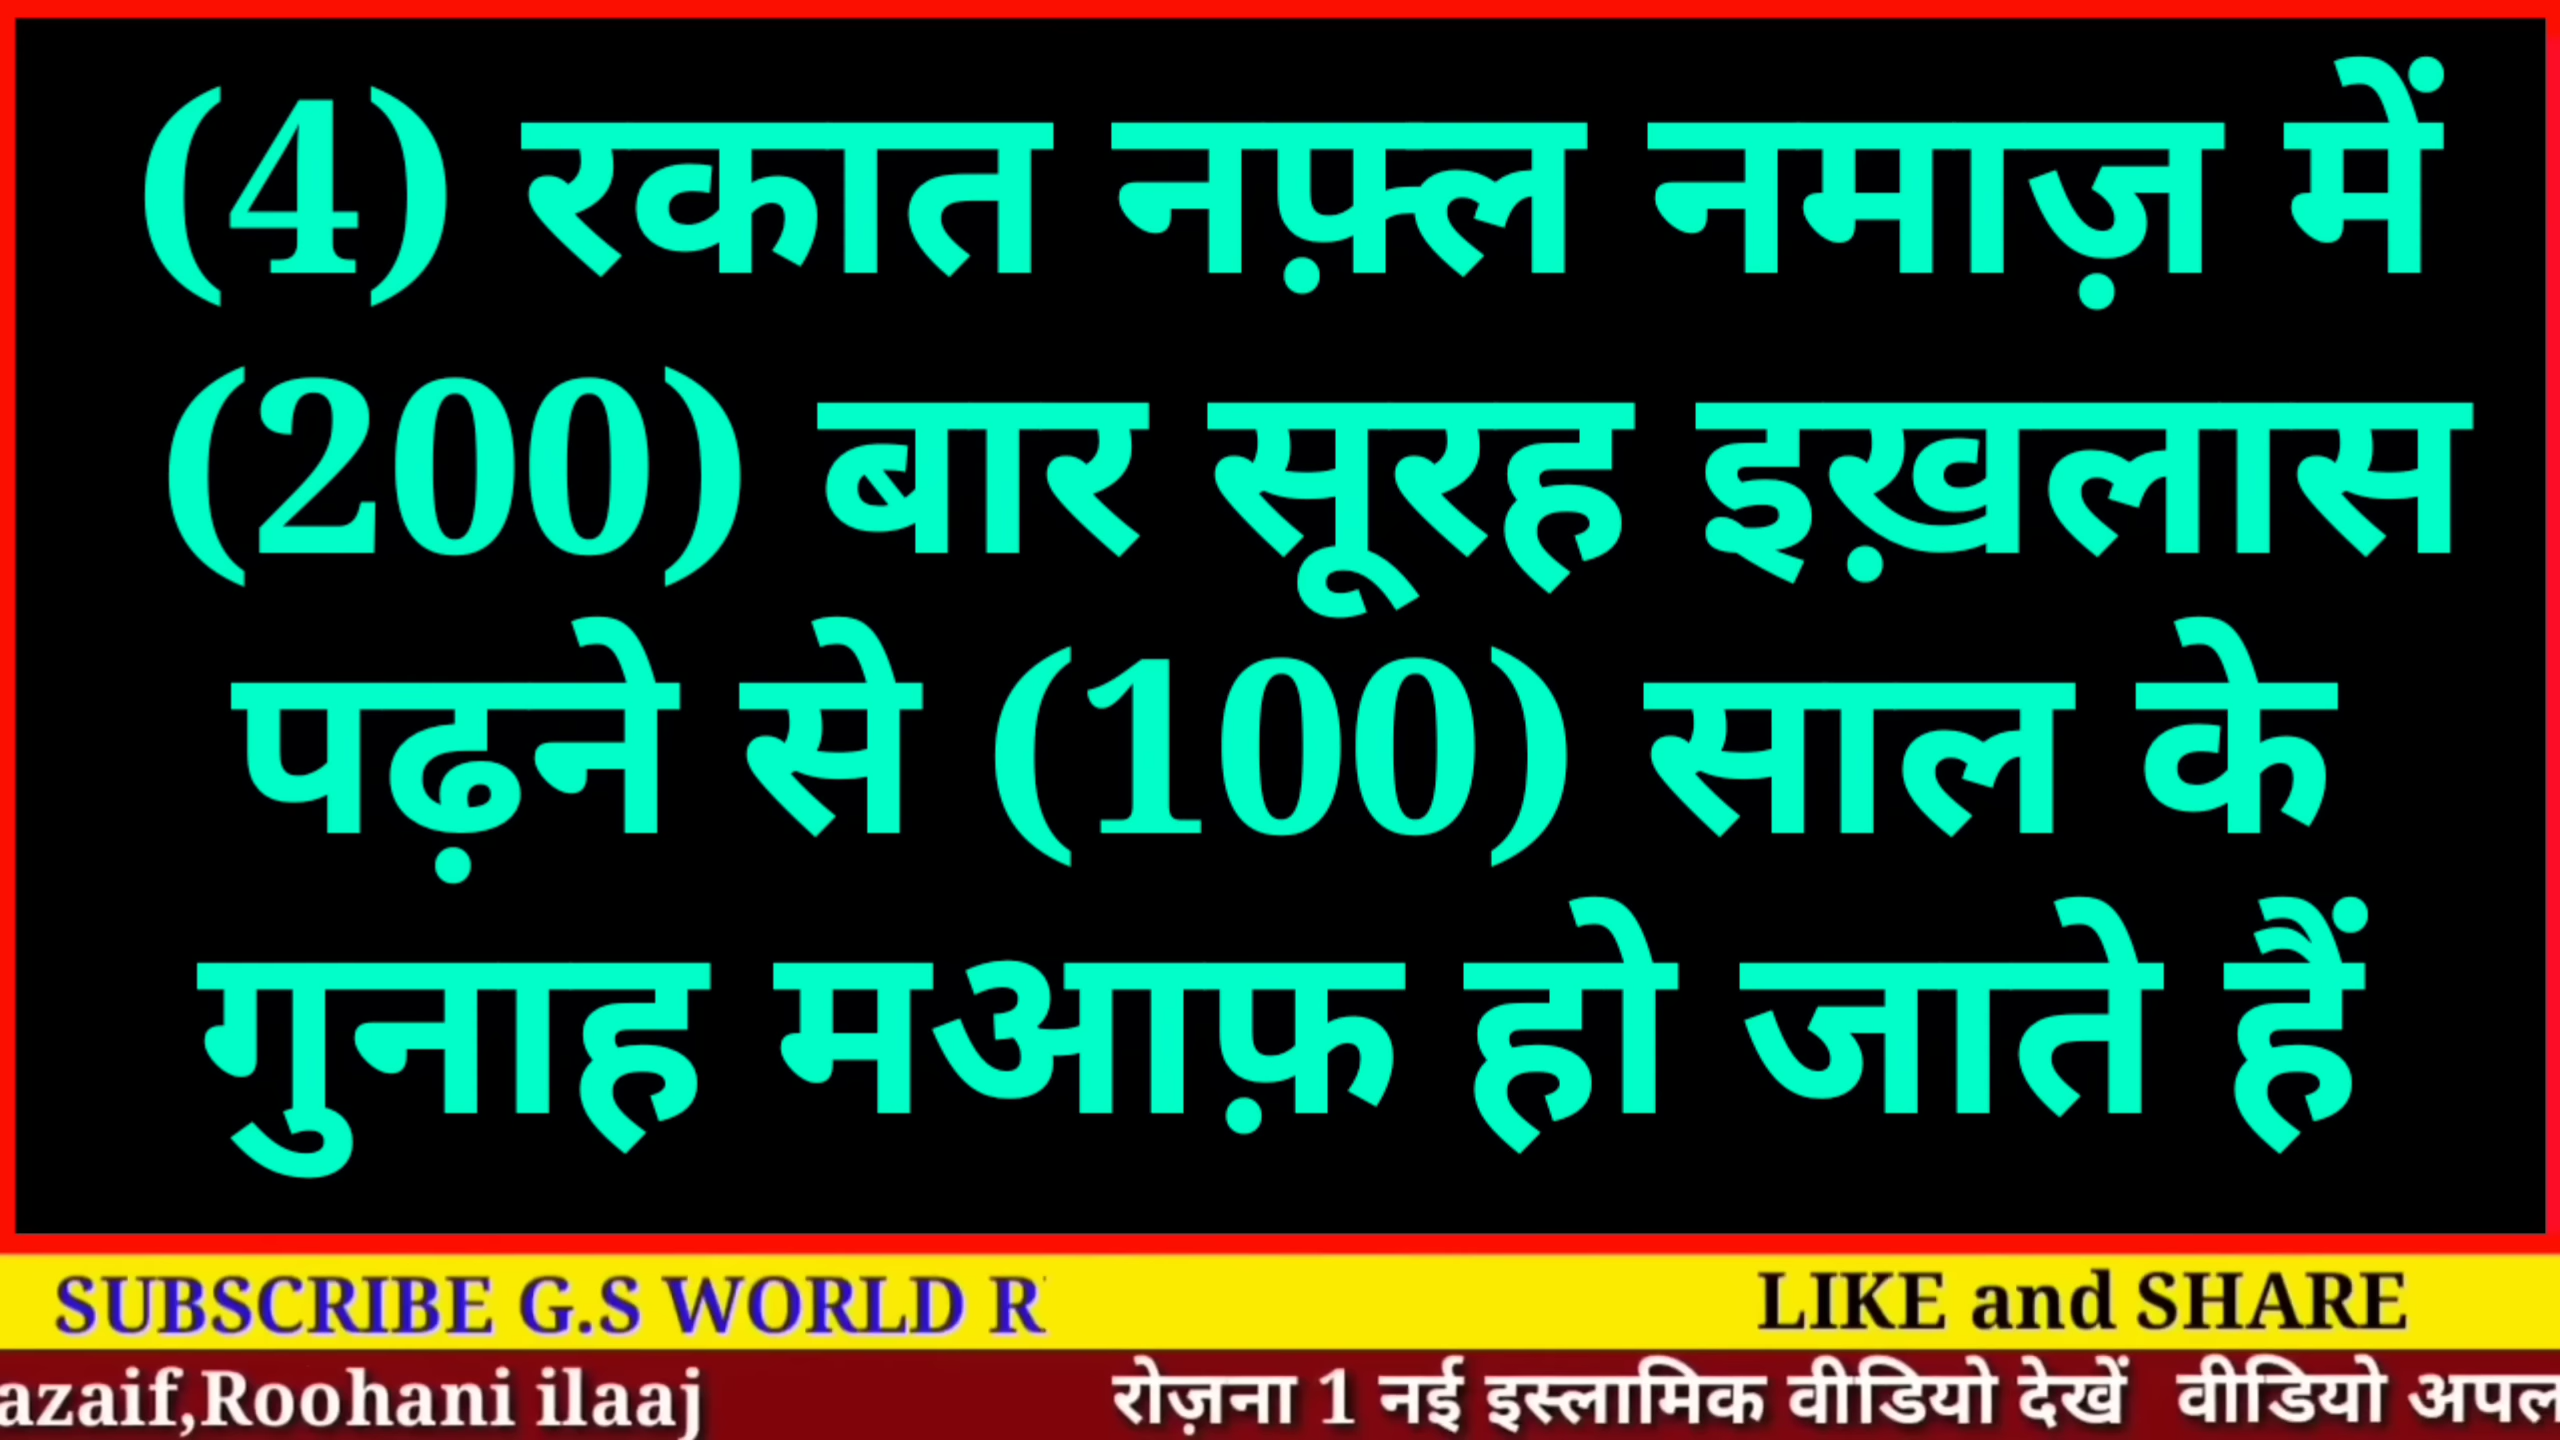 (4) रकात नफ़्ल नमाज़ में
(200) बार सूरह इख़लास
पढ़ने से (100) साल के
गुनाह मआफ़ हो जाते हैं
SUBSCRIBE G.S WORLD R
LIKE and SHARE
azaif,Roohani ilaaj
रोज़ना 1 नई इस्लामिक वीडियो देखें वीडियो अपल